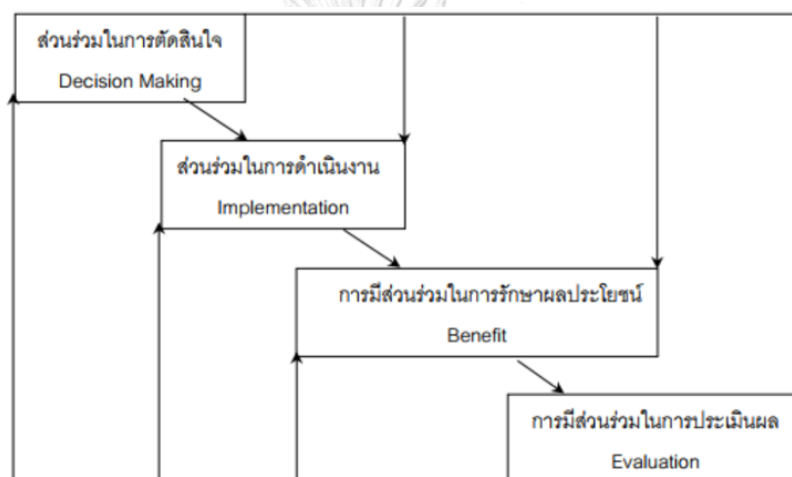 ส่วนร่วมในการตัดสินใจ
Decision Making
ส่วนร่วมในการดำเนินงาน
Implementation
การมีส่วนร่วมในการรักษาผลประโยชน์
Benefit
การมีส่วนร่วมในการประเมินผล
Evaluation